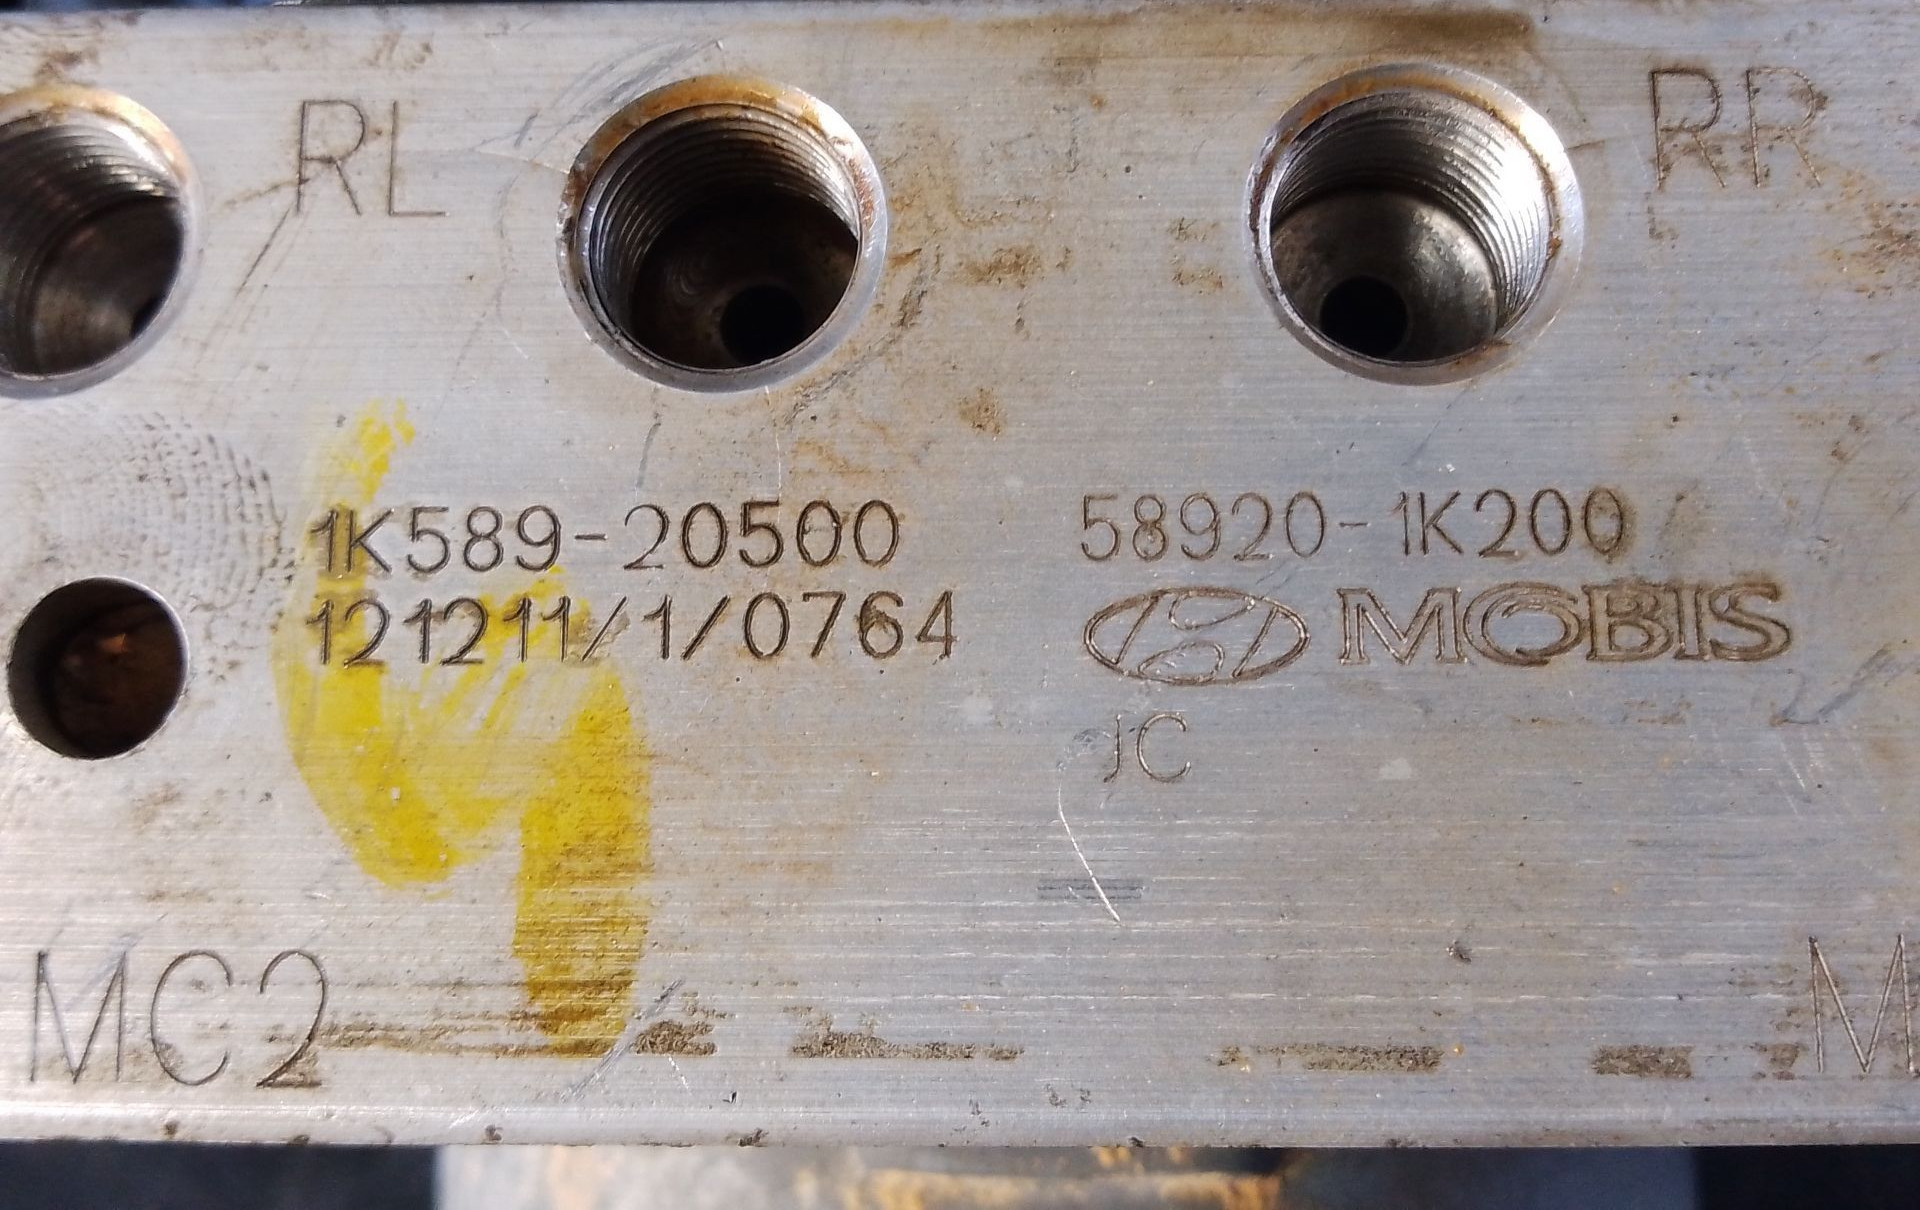 RL
RR
1K589-20500
121211/1/0764
58920-1K200
MOBIS
JC
MC2
M